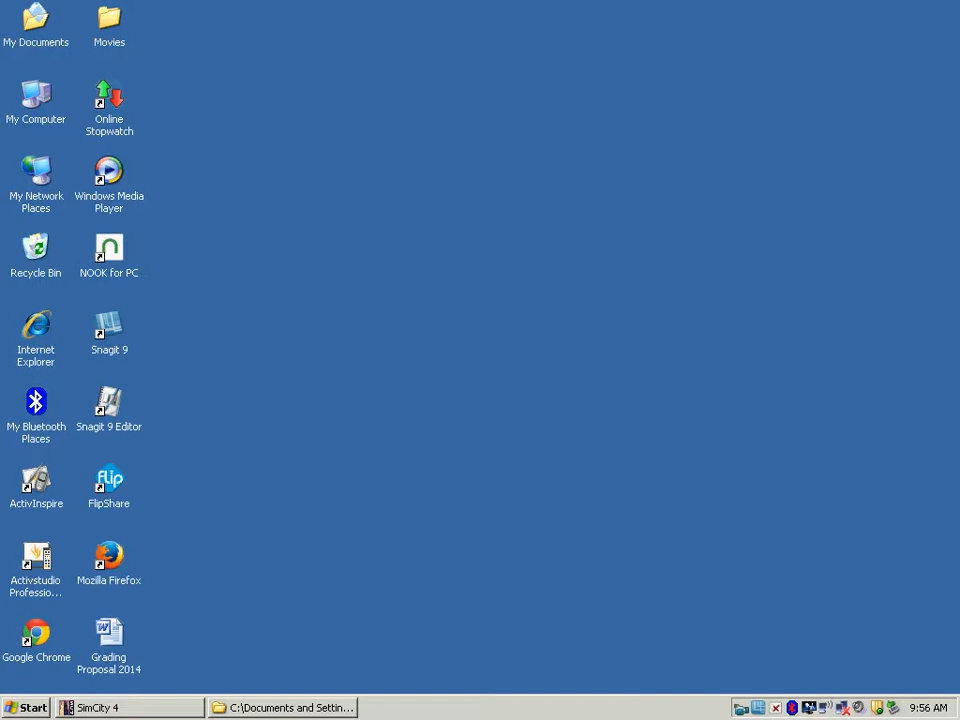 My Documents
Movies
My Computer
Online
Stopwatch
My Network
Places
Windows Media
Player
Recycle Bin
NOOK for PC
Internet
Explorer
Snagit 9
My Bluetooth
Places
Snagit 9 Editor
ActivInspire
flip
FlipShare
Activstudio
Professio...
Mozilla Firefox
Google Chrome
Grading
Proposal 2014
Start
SimCity 4
C:\Documents and Settin...
9:56 AM